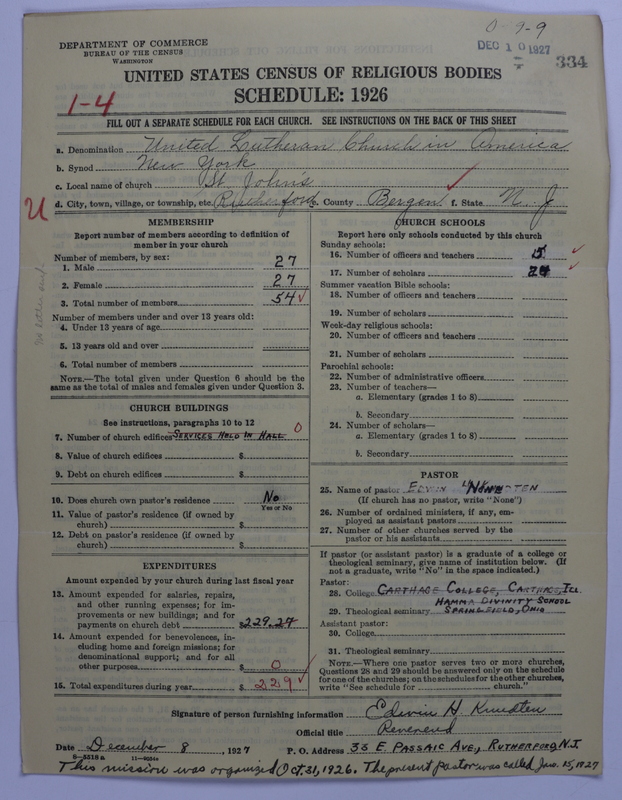 0 9-9
DEPARTMENT OF COMMERCE
BUREAU OF THE CENSUS
WASHINGTON
DEC 10 1927
334
UNITED STATES CENSUS OF RELIGIOUS BODIES
SCHEDULE: 1926
1-4
FILL OUT A SEPARATE SCHEDULE FOR EACH CHURCH. SEE INSTRUCTIONS ON THE BACK OF THIS SHEET
a. Denomination United Lutheran Church in America
b. Synod New York
c. Local name of church St. John's
d. City, town, village, or township, etc. Rutherford e. County Bergen f. State N. J.
U
MEMBERSHIP
Report number of members according to definition of
member in your church
Number of members, by sex:
1. Male 27
2. Female 27
3. Total number of members 54
Number of members under and over 13 years old:
4. Under 13 years of age
5. 13 years old and over
6. Total number of members
NOTE.—The total given under Question 6 should be the
same as the total of males and females given under Question 3.
CHURCH BUILDINGS
See instructions, paragraphs 10 to 12
7. Number of church edifices SERVICES HELD IN HALL 0
8. Value of church edifices $
9. Debt on church edifices $
10. Does church own pastor's residence No
Yes or No
11. Value of pastor's residence (if owned by
church) $
12. Debt on pastor's residence (if owned by
church) $
EXPENDITURES
Amount expended by your church during last fiscal year
13. Amount expended for salaries, repairs,
and other running expenses; for im-
provements or new buildings; and for
payments on church debt $229.27
14. Amount expended for benevolences, in-
cluding home and foreign missions; for
denominational support; and for all
other purposes $ 0
15. Total expenditures during year $ 229
CHURCH SCHOOLS
Report here only schools conducted by this church
Sunday schools:
16. Number of officers and teachers 5
17. Number of scholars
Summer vacation Bible schools:
18. Number of officers and teachers
19. Number of scholars
Week-day religious schools:
20. Number of officers and teachers
21. Number of scholars
Parochial schools:
22. Number of administrative officers
23. Number of teachers—
a. Elementary (grades 1 to 8)
b. Secondary
24. Number of scholars—
a. Elementary (grades 1 to 8)
b. Secondary
PASTOR
25. Name of pastor EDWIN "NONE"
(If church has no pastor, write "None")
26. Number of ordained ministers, if any, em-
ployed as assistant pastors
27. Number of other churches served by the
pastor or his assistants
If pastor (or assistant pastor) is a graduate of a college or
theological seminary, give name of institution below. (If
not a graduate, write "No" in the space indicated.)
Pastor:
28. College CARTHAGE COLLEGE, CARTHAGE, ILL.
HAMMA DIVINITY SCHOOL
29. Theological seminary SPRINGFIELD, OHIO
Assistant pastor:
30. College
31. Theological seminary
NOTE.—Where one pastor serves two or more churches,
Questions 28 and 29 should be answered only on the schedule
for one of the churches; on the schedules for the other churches,
write "See schedule for church."
Signature of person furnishing information Edwin H Knudten
Official title Reverend
Date December 8, 1927 P. O. Address 35 E. PASSAIC AVE., RUTHERFORD, N.J.
8-5518a 11-9554a
This mission was organized Oct. 31, 1926. The present Pastor was called Jan. 15, 1927